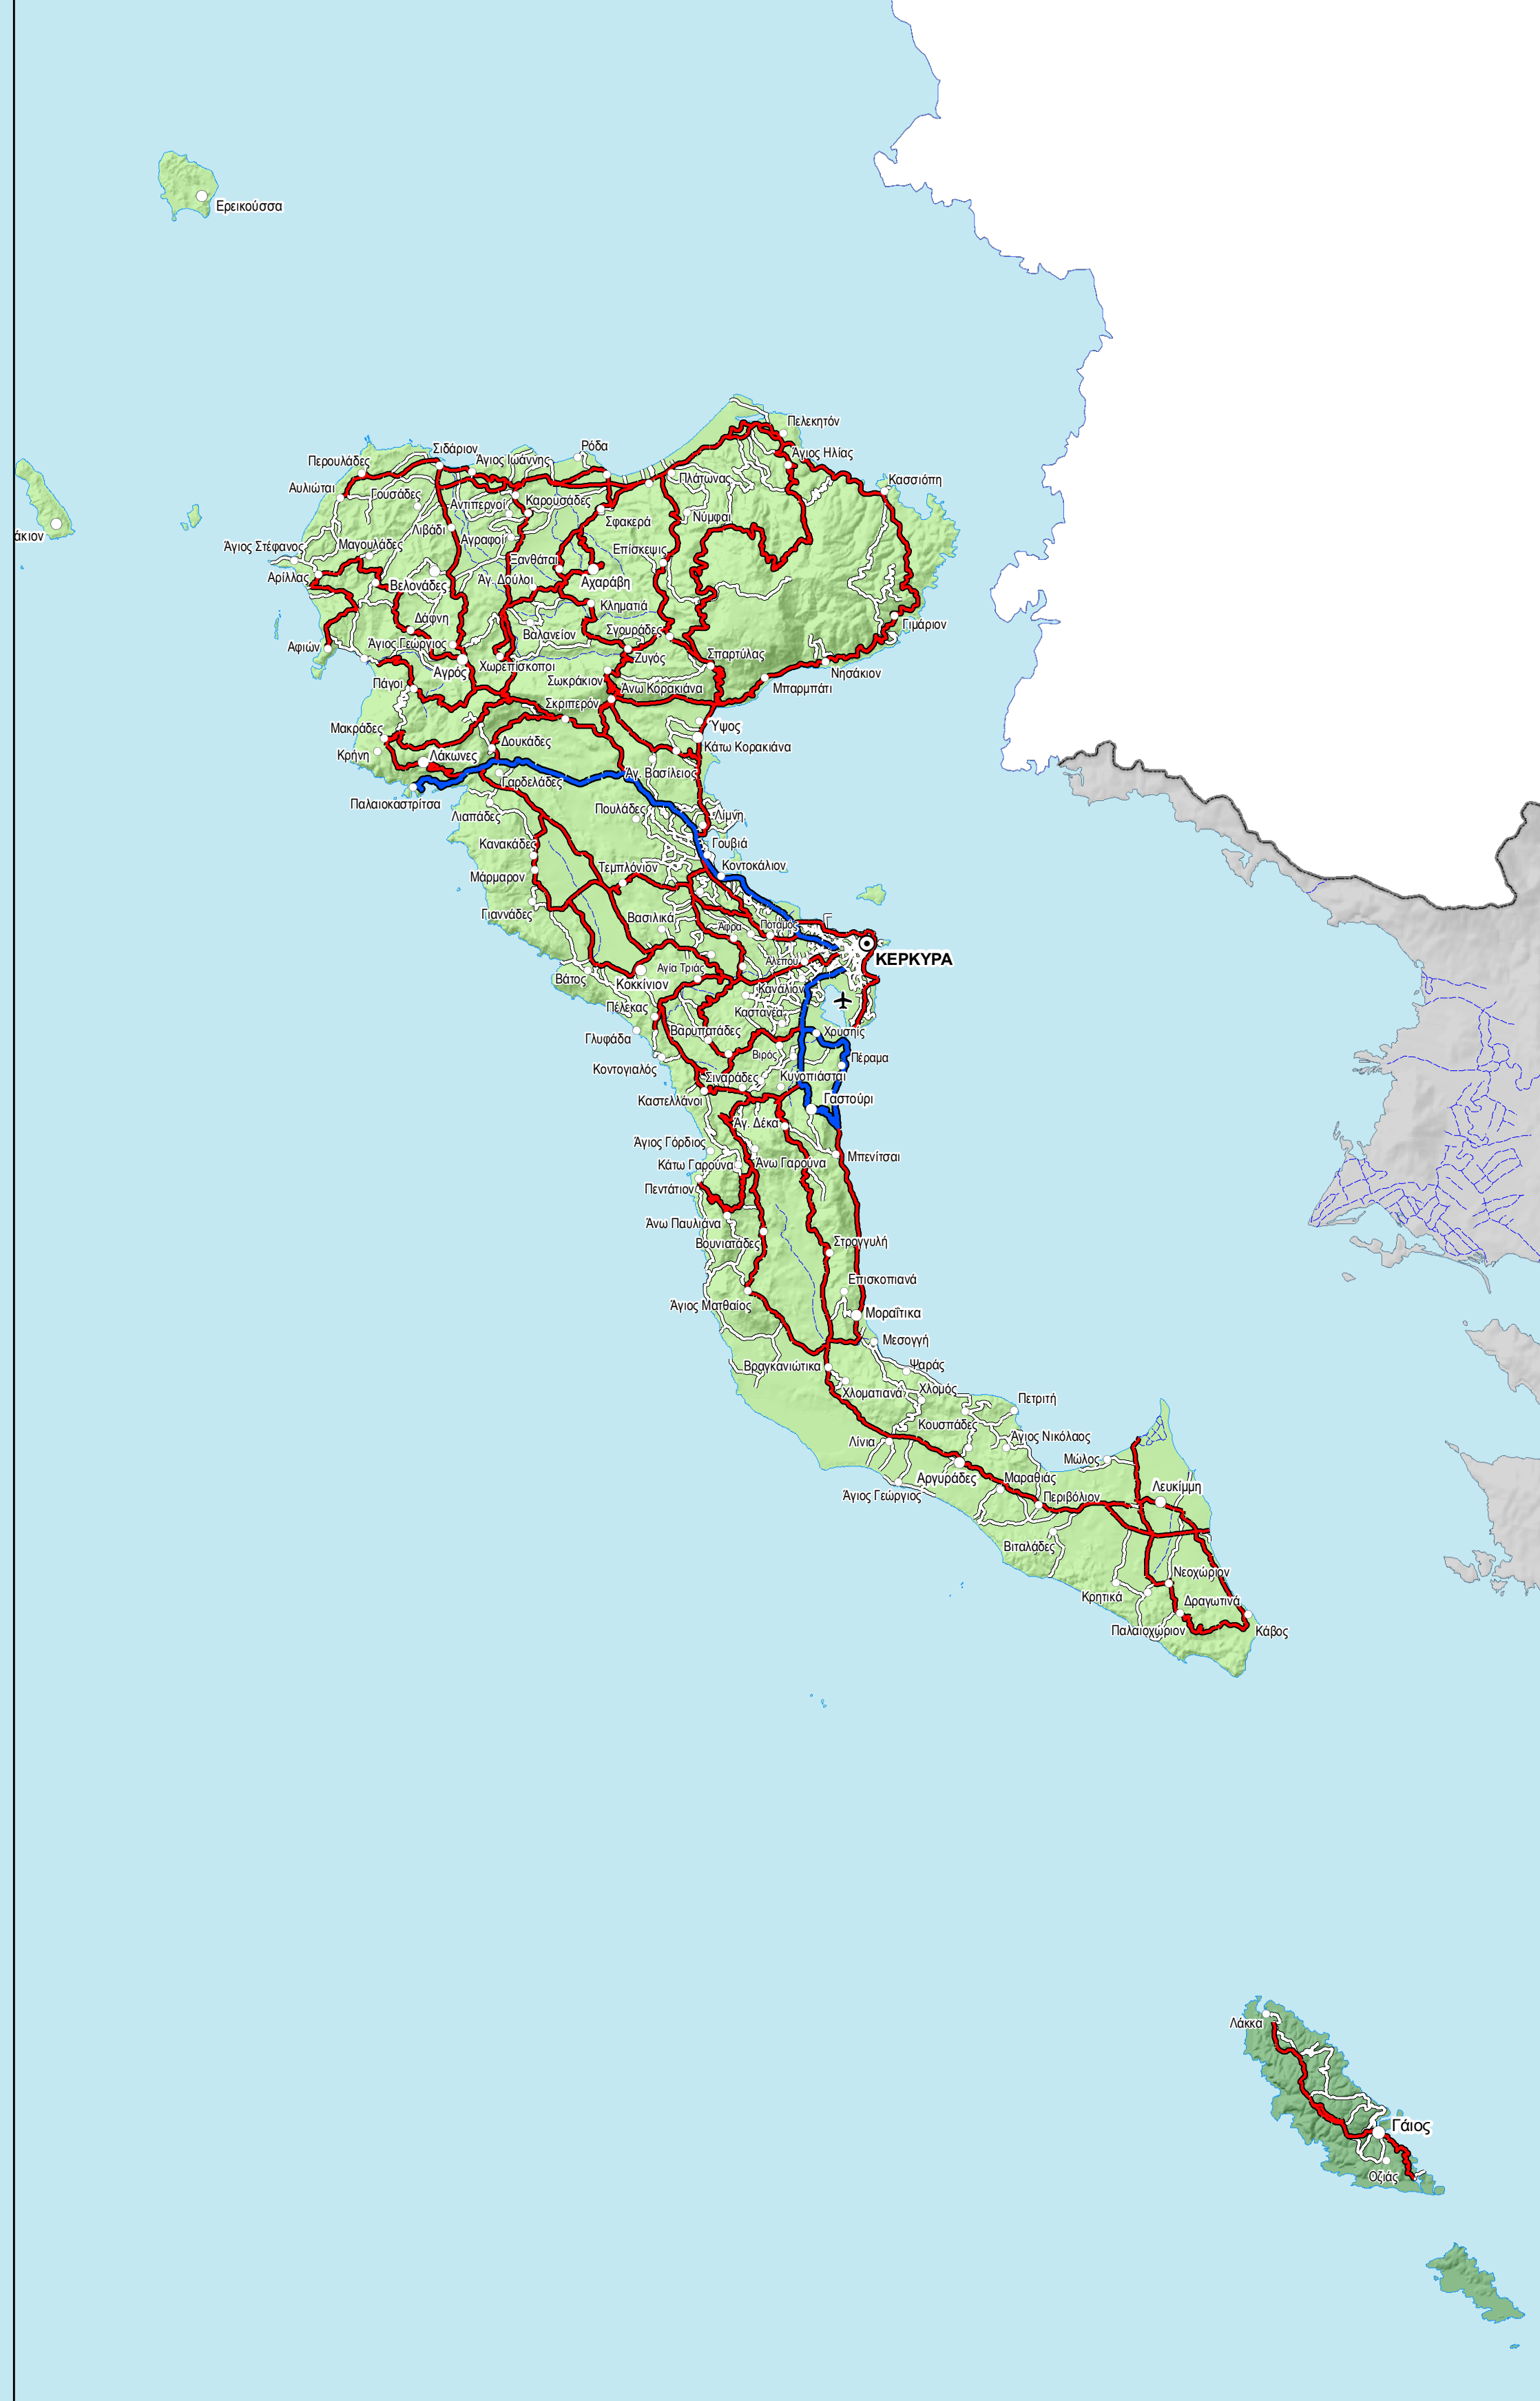 Ερεικούσσα
Πελεκητόν
Σιδάριον
Ρόδα
Άγιος Ηλίας
Περουλάδες
Άγιος Ιωάννης
Κασσιόπη
Πλάτωνας
Αυλιώται
Γουσάδες
Αντιπερνοί
Καρουσάδες
Νύμφαι
Σφακερά
Λιβάδι
άκιον
Αγραφοί
Άγιος Στέφανος
Μαγουλάδες
Επίσκεψις
Ξανθάται
Αρίλλας
Βελονάδες
Άγ. Δούλοι
Αχαράβη
Κληματιά
Δάφνη
Γιμάριον
Βαλανείον
Σγουράδες
Αφιών
Άγιος Γεώργιος
Ζυγός
Σπαρτύλας
Αγρός
Χωρεπίσκοποι
Νησάκιον
Πάγοι
Σωκράκιον
Άνω Κορακιάνα
Μπαρμπάτι
Σκριπερόν
Μακράδες
Ύψος
Κρήνη
Λάκωνες
Δουκάδες
Κάτω Κορακιάνα
Άγ. Βασίλειος
Γαρδελάδες
Παλαιοκαστρίτσα
Λιαπάδες
Πουλάδες
Λίμνη
Κανακάδες
Γουβιά
Τεμπλόνιον
Κοντοκάλιον
Μάρμαρον
Γιαννάδες
Βασιλικά
Άφρα
Ποταμός
Γ
ΚΕΡΚΥΡΑ
Αγία Τριάς
Αλεπού
Βάτος
Κοκκίνιον
Κανάλιον
Πέλεκας
Καστανέα
Γλυφάδα
Βαρυπατάδες
Χρυσηίς
Βιρός
Πέραμα
Κοντογιαλός
Σιναράδες
Κυνοπιάσται
Καστελλάνοι
Γαστούρι
Άγ. Δέκα
Άγιος Γόρδιος
Μπενίτσαι
Κάτω Γαρούνα
Άνω Γαρούνα
Πεντάτιον
Άνω Παυλιάνα
Βουνιατάδες
Στρογγυλή
Επισκοπιανά
Άγιος Ματθαίος
Μοραΐτικα
Μεσογγή
Βραγκανιώτικα
Ψαράς
Χλοματιανά
Χλομός
Πετριτή
Κουσπάδες
Λίνια
Άγιος Νικόλαος
Μώλος
Αργυράδες
Μαραθιάς
Λευκίμμη
Άγιος Γεώργιος
Περιβόλιον
Βιταλάδες
Νεοχώριον
Κρητικά
Δραγωτινά
Παλαιοχώριον
Κάβος
Λάκκα
Γάιος
Οζιάς